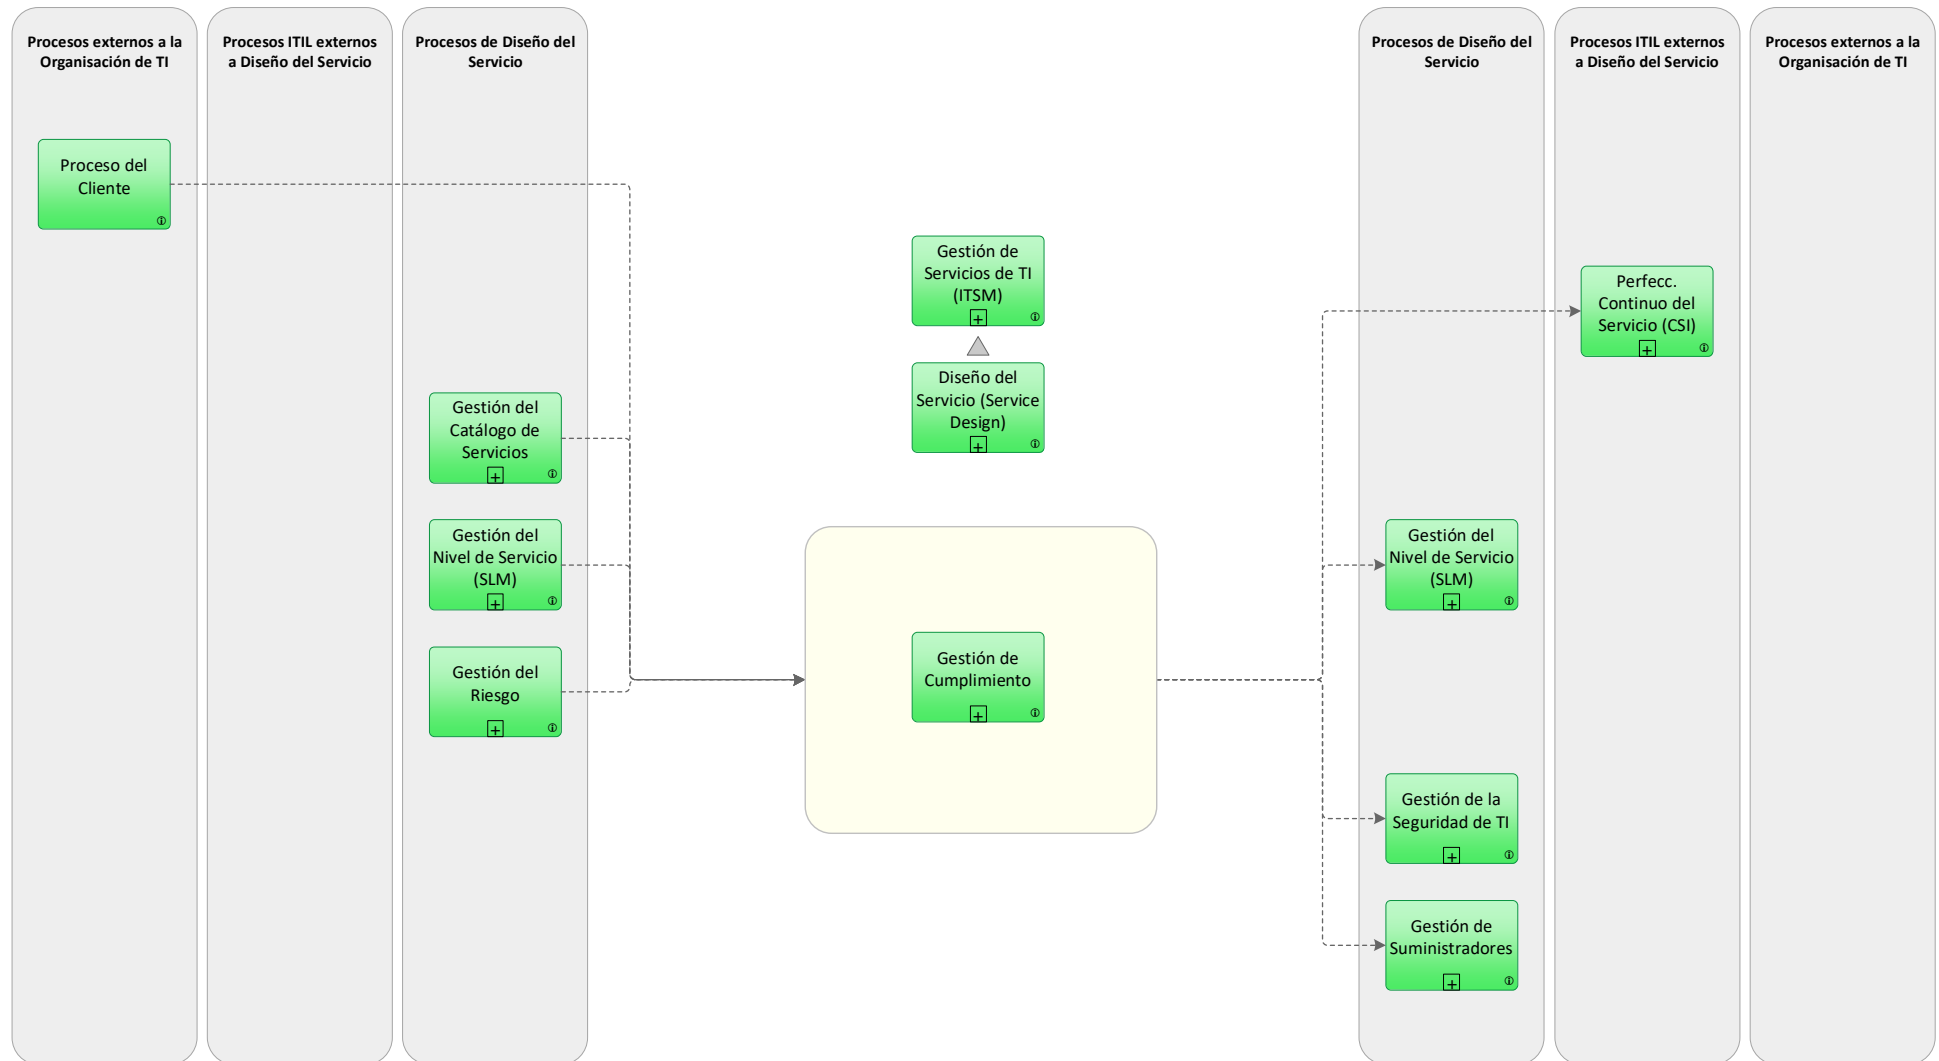 Procesos externos a la
Organisación de TI
Procesos ITIL externos
a Diseño del Servicio
Procesos de Diseño del
Servicio
Procesos de Diseño del
Servicio
Procesos ITIL externos
a Diseño del Servicio
Procesos externos a la
Organisación de TI
Proceso del
Cliente
Gestión del
Catálogo de
Servicios
Gestión del
Nivel de Servicio
(SLM)
Gestión del
Riesgo
Gestión de
Servicios de TI
(ITSM)
Diseño del
Servicio (Service
Design)
Gestión de
Cumplimiento
Perfecc.
Continuo del
Servicio (CSI)
Gestión del
Nivel de Servicio
(SLM)
Gestión de la
Seguridad de TI
Gestión de
Suministradores